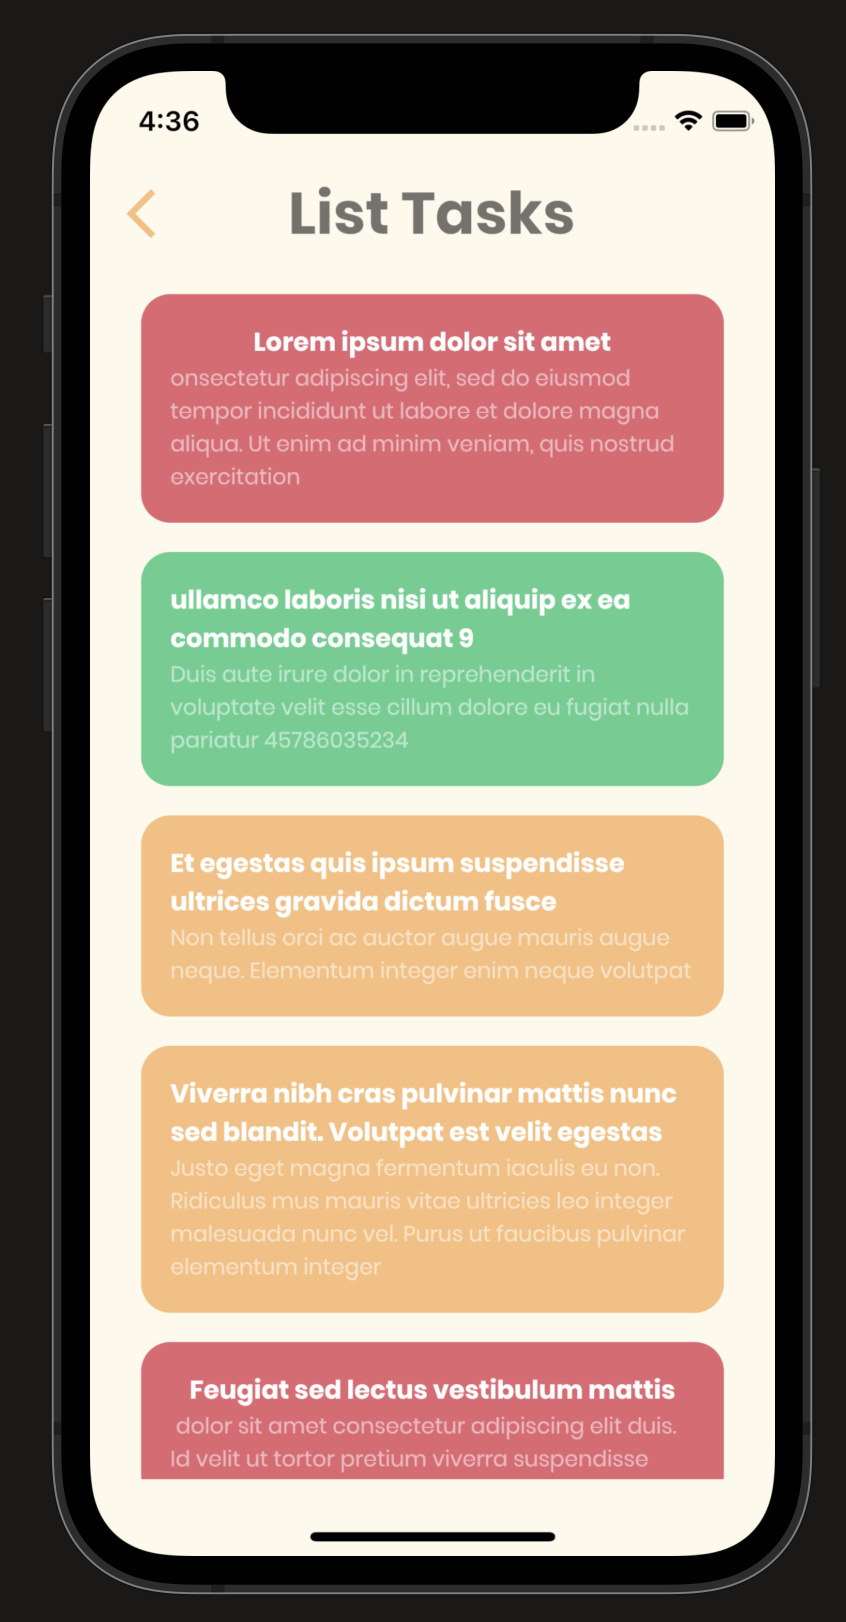 4:36
List Tasks
Lorem ipsum dolor sit amet
onsectetur adipiscing elit, sed do eiusmod
tempor incididunt ut labore et dolore magna
aliqua. Ut enim ad minim veniam, quis nostrud
exercitation
ullamco laboris nisi ut aliquip ex ea
commodo consequat 9
Duis aute irure dolor in reprehenderit in
voluptate velit esse cillum dolore eu fugiat nulla
pariatur 45786035234
Et egestas quis ipsum suspendisse
ultrices gravida dictum fusce
Non tellus orci ac auctor augue mauris augue
neque. Elementum integer enim neque volutpat
Viverra nibh cras pulvinar mattis nunc
sed blandit. Volutpat est velit egestas
Justo eget magna fermentum iaculis eu non.
Ridiculus mus mauris vitae ultricies leo integer
malesuada nunc vel. Purus ut faucibus pulvinar
elementum integer
Feugiat sed lectus vestibulum mattis
dolor sit amet consectetur adipiscing elit duis.
Id velit ut tortor pretium viverra suspendisse